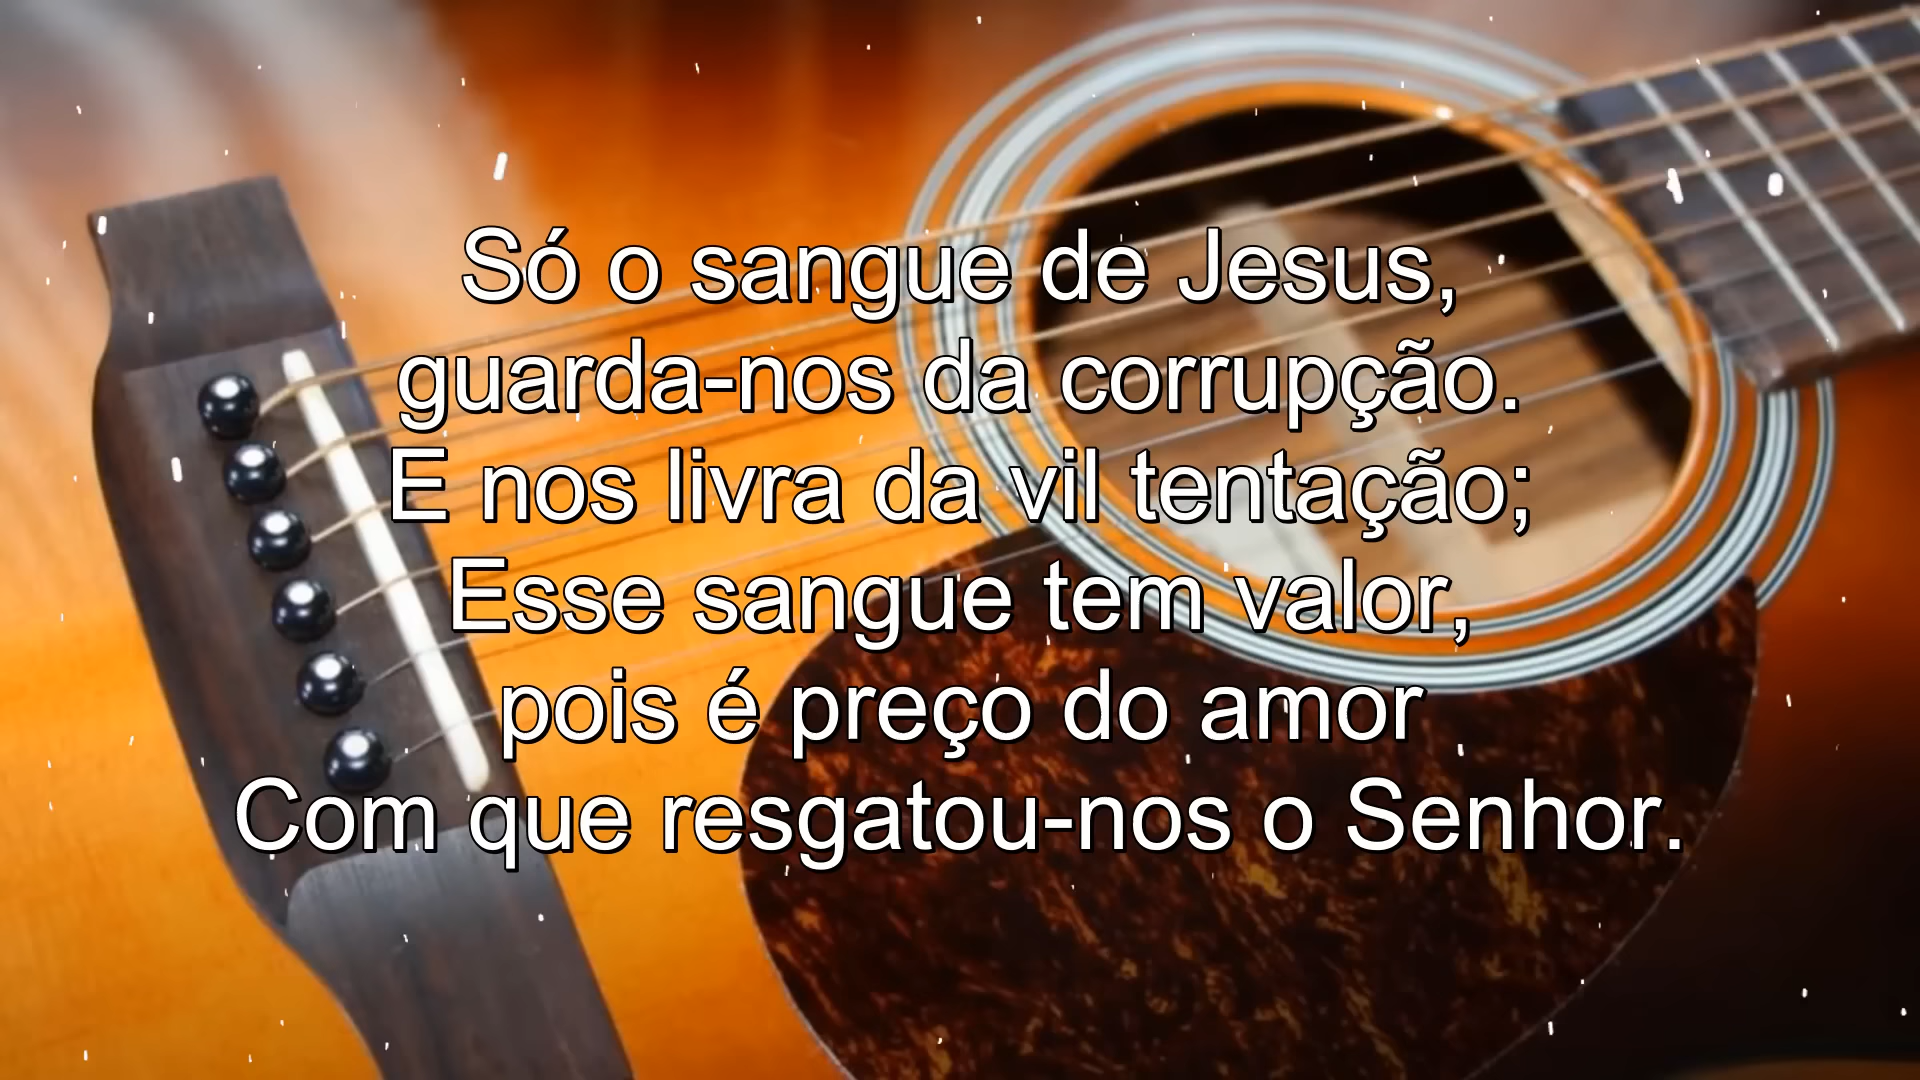 Só o sangue de Jesus,
guarda-nos da corrupção.
E nos livra da vil tentação;
Esse sangue tem valor,
pois é preço do amor
Com que resgatou-nos o Senhor.